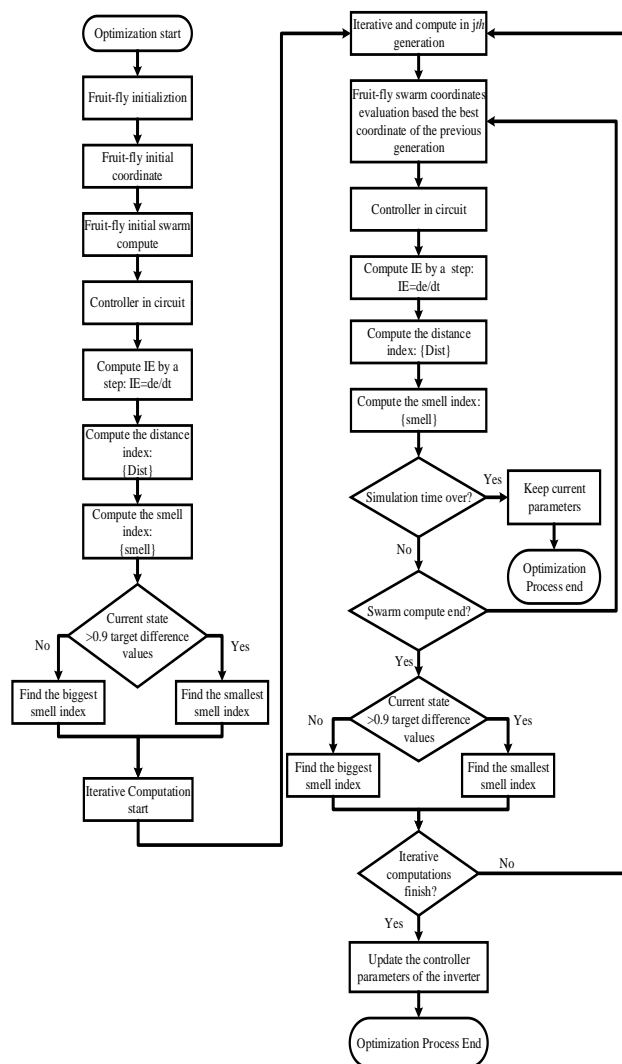 Optimization start
Fruit-fly initializtion
Fruit-fly initial
coordinate
Fruit-fly initial swarm
compute
Controller in circuit
Compute IE by a
step: IE=de/dt
Compute the distance
index:
{Dist}
Compute the smell
index:
{smell}
Current state
>0.9 target difference
values
No
Yes
Find the biggest
smell index
Find the smallest
smell index
Iterative Computation
start
Iterative and compute in jth
generation
Fruit-fly swarm coordinates
evaluation based the best
coordinate of the previous
generation
Controller in circuit
Compute IE by a step:
IE=de/dt
Compute the distance
index: {Dist}
Compute the smell index:
{smell}
Simulation time over?
Yes
Keep current
parameters
Optimization
Process end
No
Swarm compute end?
Yes
Current state
>0.9 target difference
values
No
Yes
Find the biggest
smell index
Find the smallest
smell index
Iterative
computations
finish?
No
Yes
Update the controller
parameters of the inverter
Optimization Process End